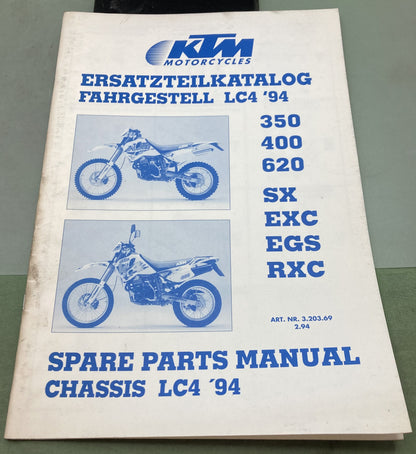 KTM
MOTORCYCLES
ERSATZTEILKATALOG
FAHRGESTELL LC4 '94
350
400
620
SX
EXC
EGS
RXC
ART. NR. 3.203.69
2.94
SPARE PARTS MANUAL
CHASSIS LC4 ´94